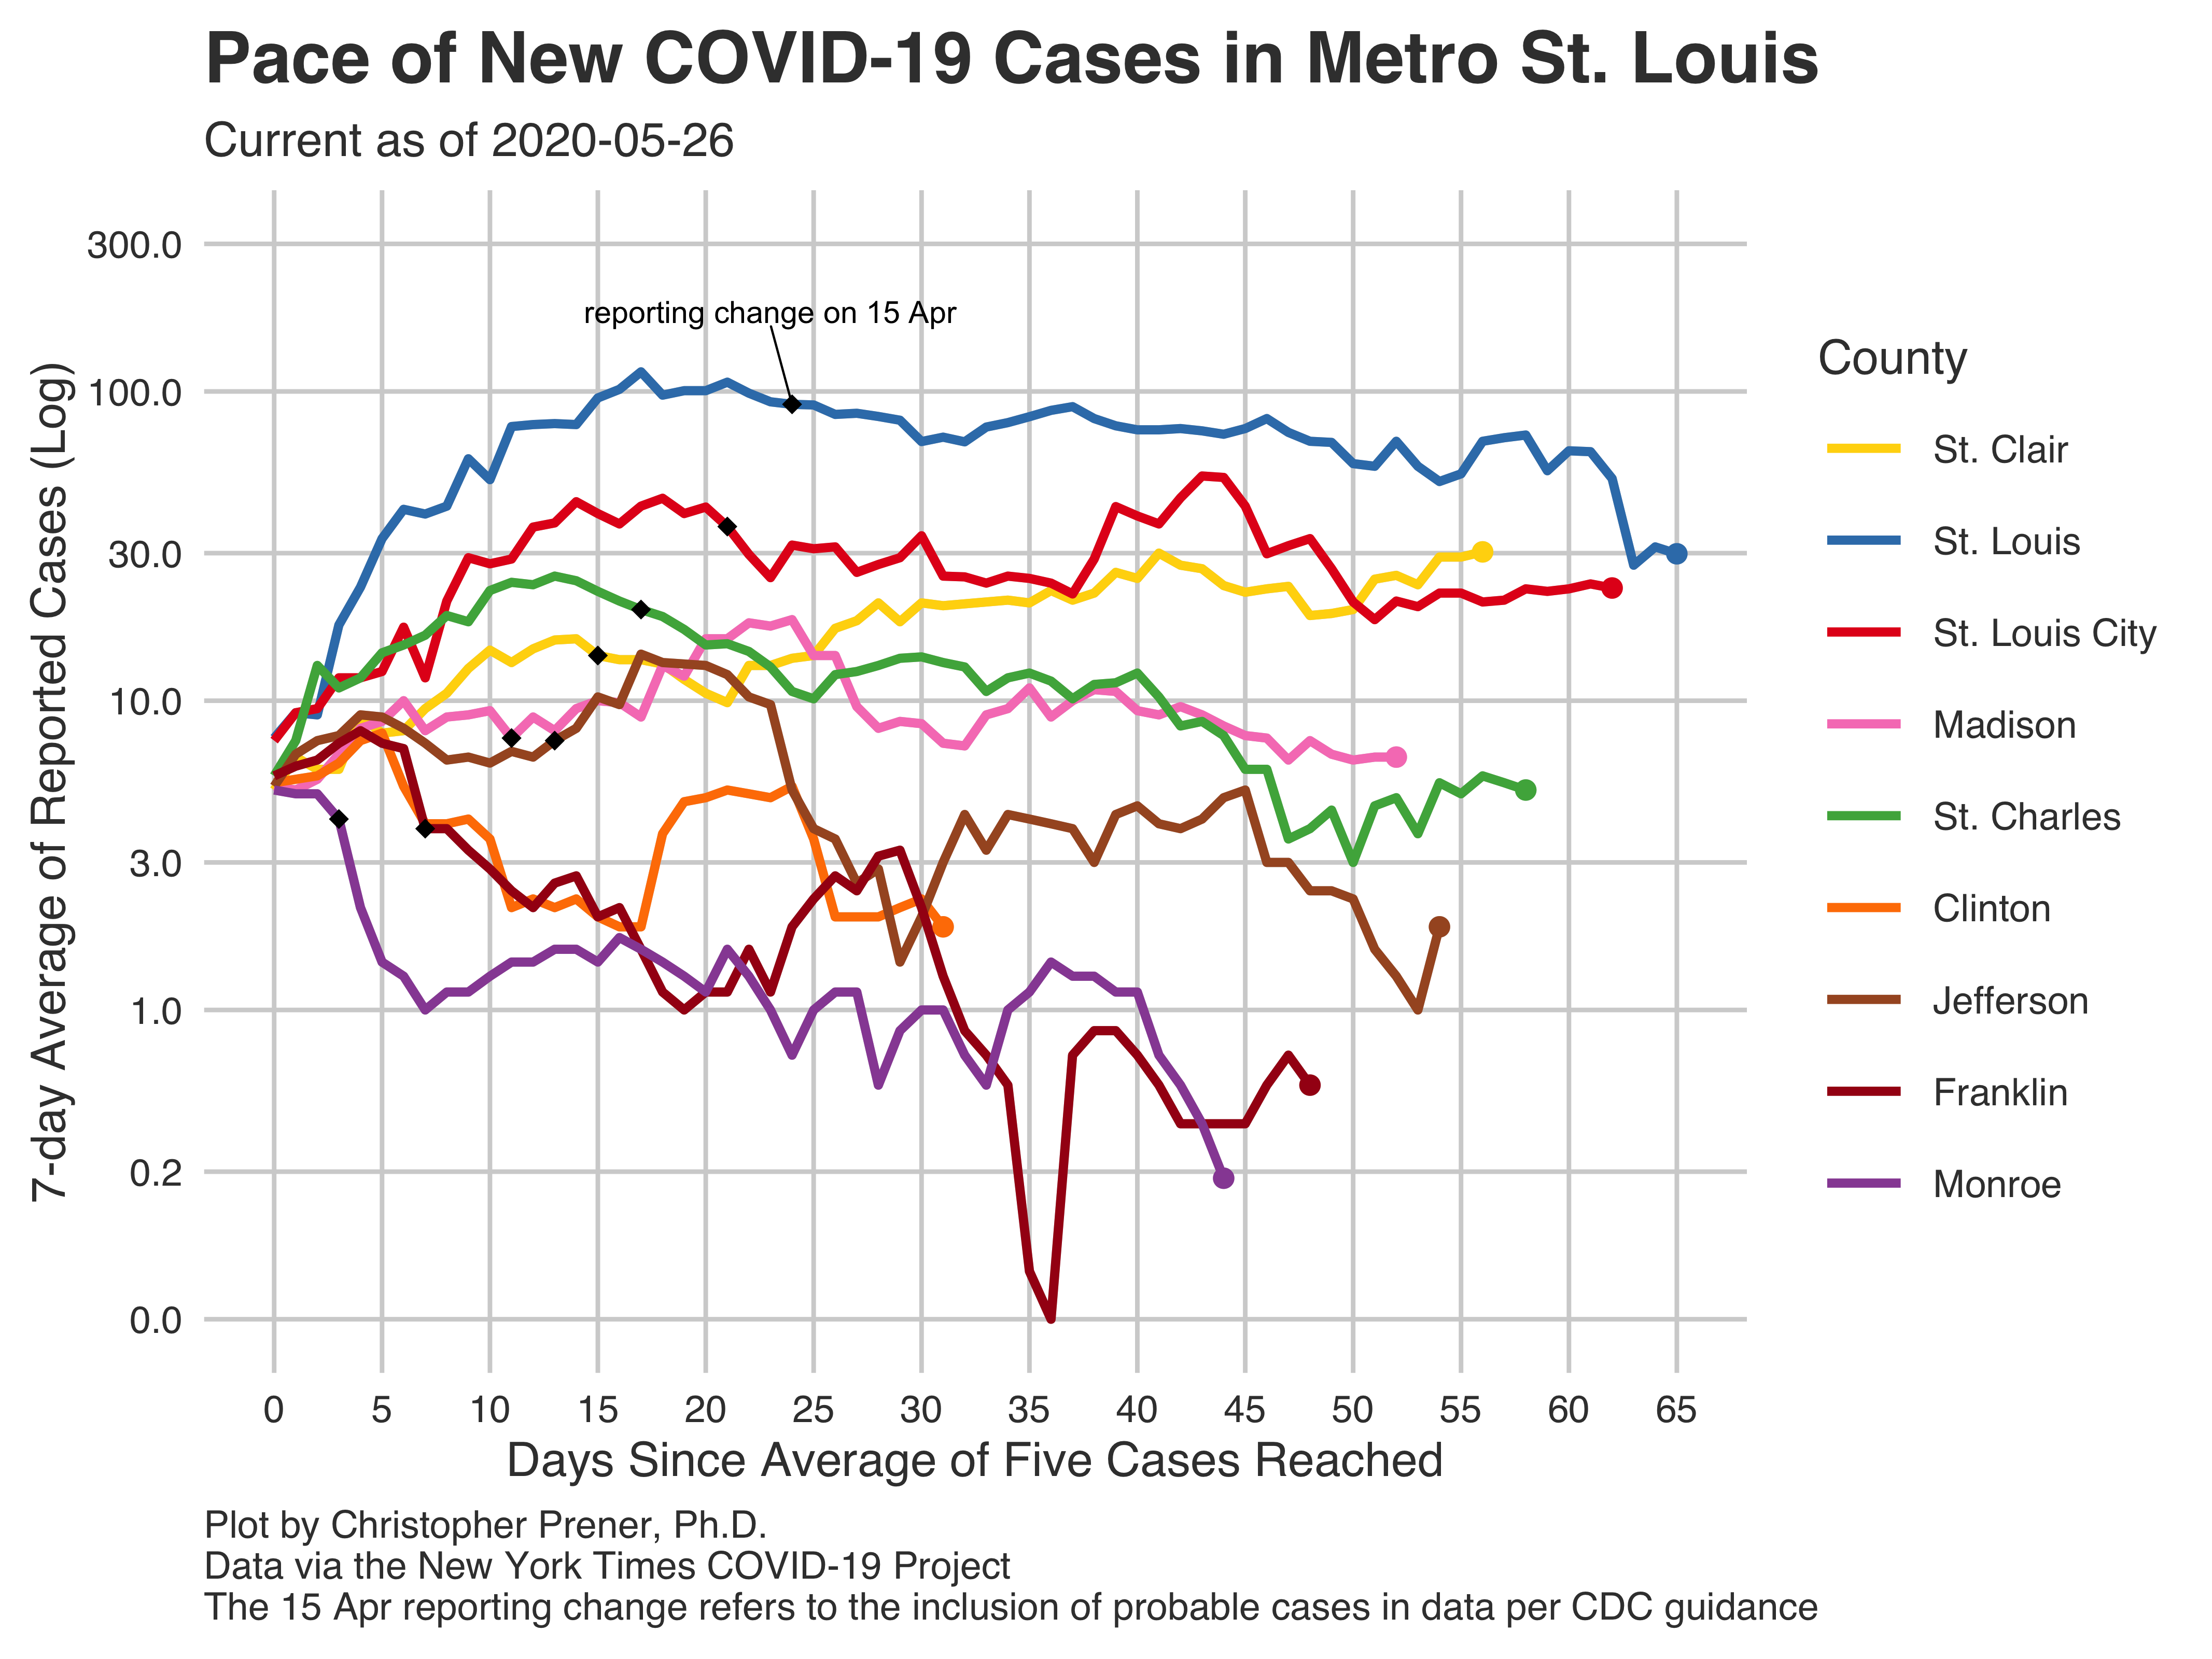 Pace of New COVID-19 Cases in Metro St. Louis
Current as of 2020-05-26
7-day Average of Reported Cases (Log)
300.0
100.0
30.0
10.0
3.0
1.0
0.2
0.0
reporting change on 15 Apr
0 5 10 15 20 25 30 35 40 45 50 55 60 65
Days Since Average of Five Cases Reached
County
St. Clair
St. Louis
St. Louis City
Madison
St. Charles
Clinton
Jefferson
Franklin
Monroe
Plot by Christopher Prener, Ph.D.
Data via the New York Times COVID-19 Project
The 15 Apr reporting change refers to the inclusion of probable cases in data per CDC guidance